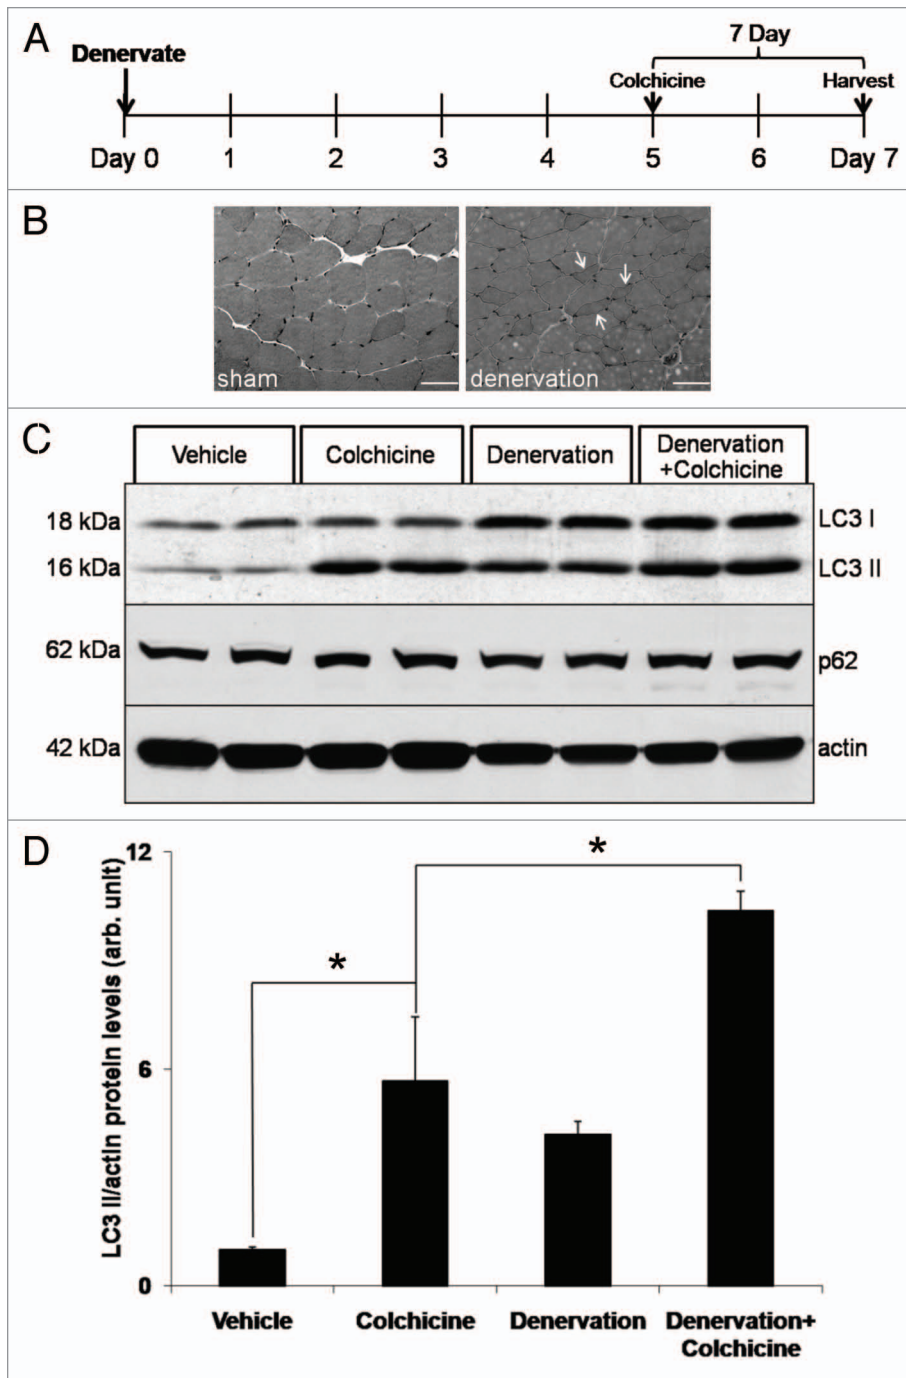 A
Denervate
7 Day
Colchicine
Harvest
Day 0 1 2 3 4 5 6 Day 7
B
sham
denervation
C
Vehicle
Colchicine
Denervation
Denervation
+Colchicine
18 kDa
LC3 I
16 kDa
LC3 II
62 kDa
p62
42 kDa
actin
D
LC3 II/actin protein levels (arb. unit)
12
6
0
*
*
Vehicle
Colchicine
Denervation
Denervation+
Colchicine